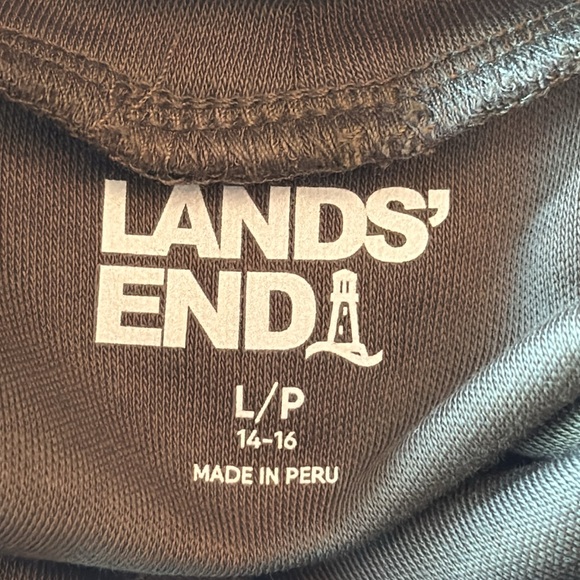 LANDS'
END
L/P
14-16
MADE IN PERU